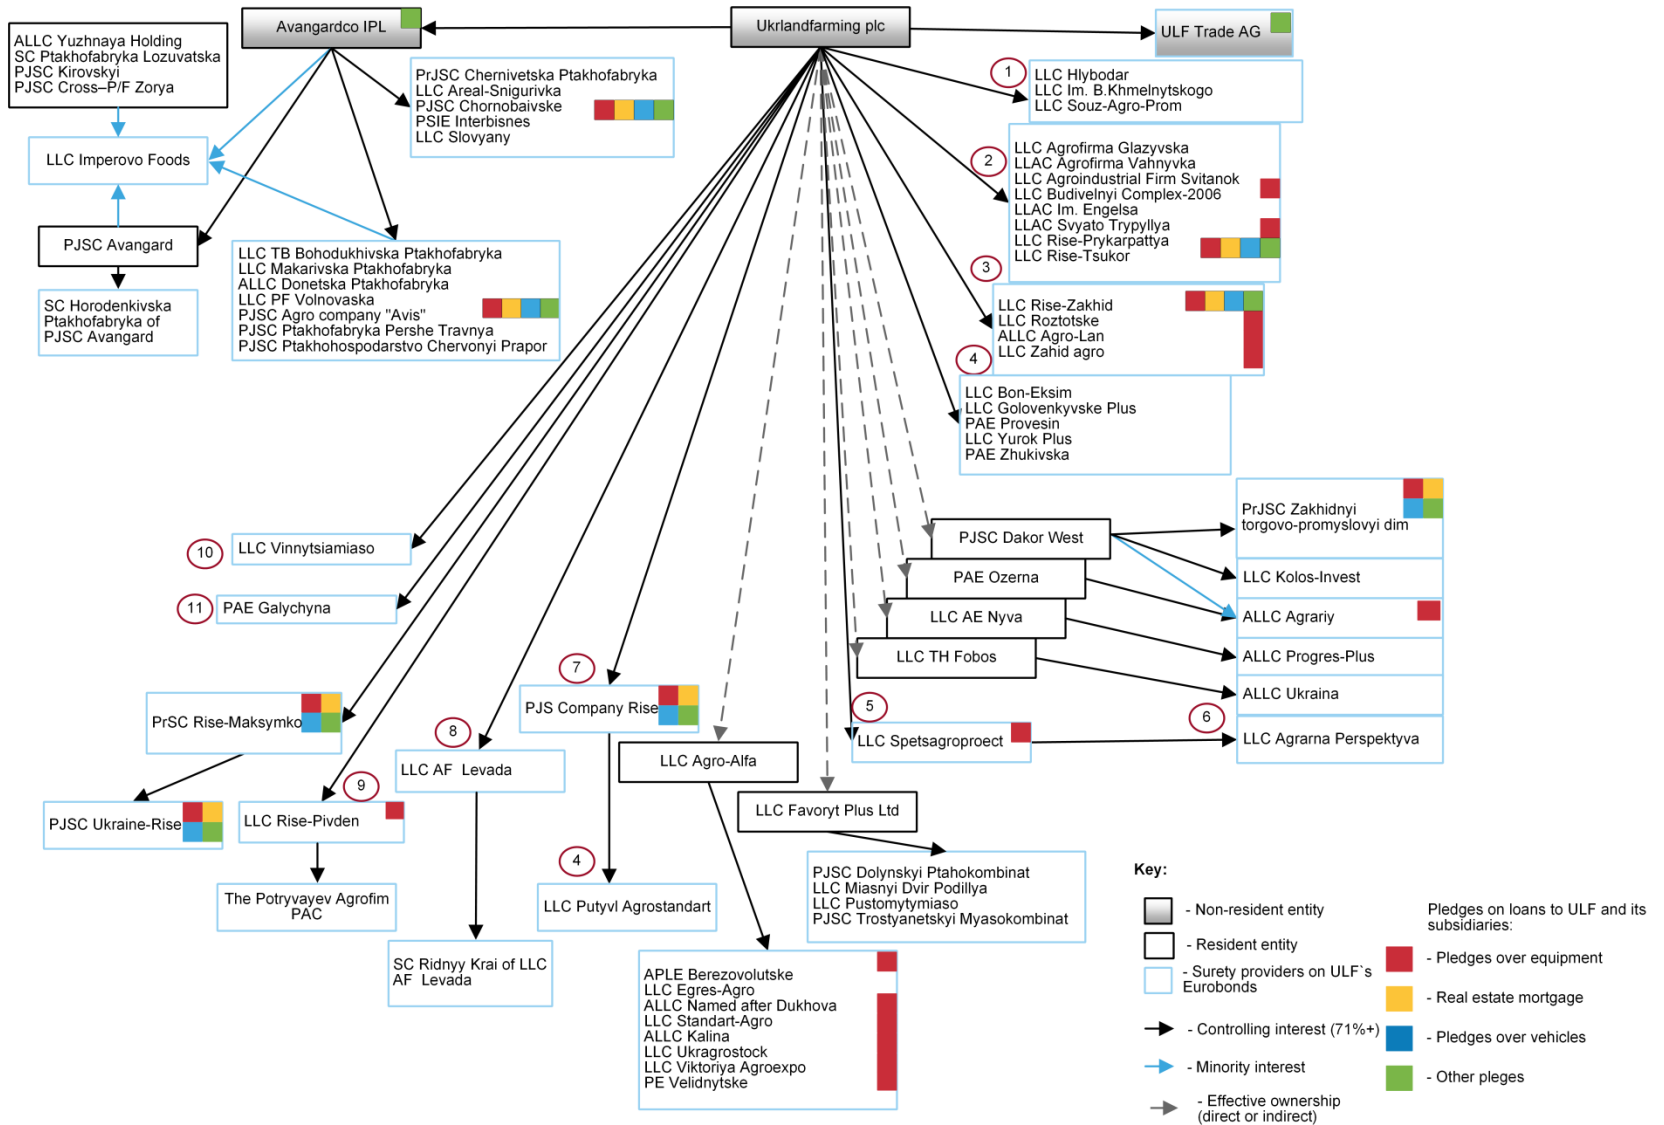 Avangardco IPL
Ukrlandfarming plc
ULF Trade AG
ALLC Yuzhnaya Holding
SC Ptakhofabryka Lozuvatska
PJSC Kirovskyi
PJSC Cross–P/F Zorya
PrJSC Chernivetska Ptakhofabryka
LLC Areal-Snigurivka
PJSC Chornobaivske
PSIE Interbisnes
LLC Slovyany
1
LLC Hlybodar
LLC Im. B.Khmelnytskogo
LLC Souz-Agro-Prom
LLC Imperovo Foods
2
LLC Agrofirma Glazyvska
LLAC Agrofirma Vahnyvka
LLC Agroindustrial Firm Svitanok
LLC Budivelnyi Complex-2006
LLAC Im. Engelsa
LLAC Svyato Trypyllya
LLC Rise-Prykarpattya
LLC Rise-Tsukor
PJSC Avangard
LLC TB Bohodukhivska Ptakhofabryka
LLC Makarivska Ptakhofabryka
ALLC Donetska Ptakhofabryka
LLC PF Volnovaska
PJSC Agro company "Avis"
PJSC Ptakhofabryka Pershe Travnya
PJSC Ptakhohospodarstvo Chervonyi Prapor
SC Horodenkivska
Ptakhofabryka of
PJSC Avangard
3
LLC Rise-Zakhid
LLC Roztotske
ALLC Agro-Lan
LLC Zahid agro
4
LLC Bon-Eksim
LLC Golovenkyvske Plus
PAE Provesin
LLC Yurok Plus
PAE Zhukivska
10
LLC Vinnytsiamiaso
11
PAE Galychyna
PJSC Dakor West
PAE Ozerna
LLC AE Nyva
LLC TH Fobos
PrJSC Zakhidnyi
torgovo-promyslovyi dim
LLC Kolos-Invest
ALLC Agrariy
ALLC Progres-Plus
ALLC Ukraina
6
LLC Agrarna Perspektyva
5
LLC Spetsagroproect
7
PJS Company Rise
PrSC Rise-Maksymko
8
LLC AF  Levada
LLC Agro-Alfa
9
LLC Rise-Pivden
PJSC Ukraine-Rise
LLC Favoryt Plus Ltd
4
LLC Putyvl Agrostandart
The Potryvayev Agrofim
PAC
PJSC Dolynskyi Ptahokombinat
LLC Miasnyi Dvir Podillya
LLC Pustomytymiaso
PJSC Trostyanetskyi Myasokombinat
SC Ridnyy Krai of LLC
AF  Levada
APLE Berezovolutske
LLC Egres-Agro
ALLC Named after Dukhova
LLC Standart-Agro
ALLC Kalina
LLC Ukragrostock
LLC Viktoriya Agroexpo
PE Velidnytske
Key:
- Non-resident entity
- Resident entity
- Surety providers on ULF`s
Eurobonds
- Controlling interest (71%+)
- Minority interest
- Effective ownership
(direct or indirect)
Pledges on loans to ULF and its
subsidiaries:
- Pledges over equipment
- Real estate mortgage
- Pledges over vehicles
- Other pleges